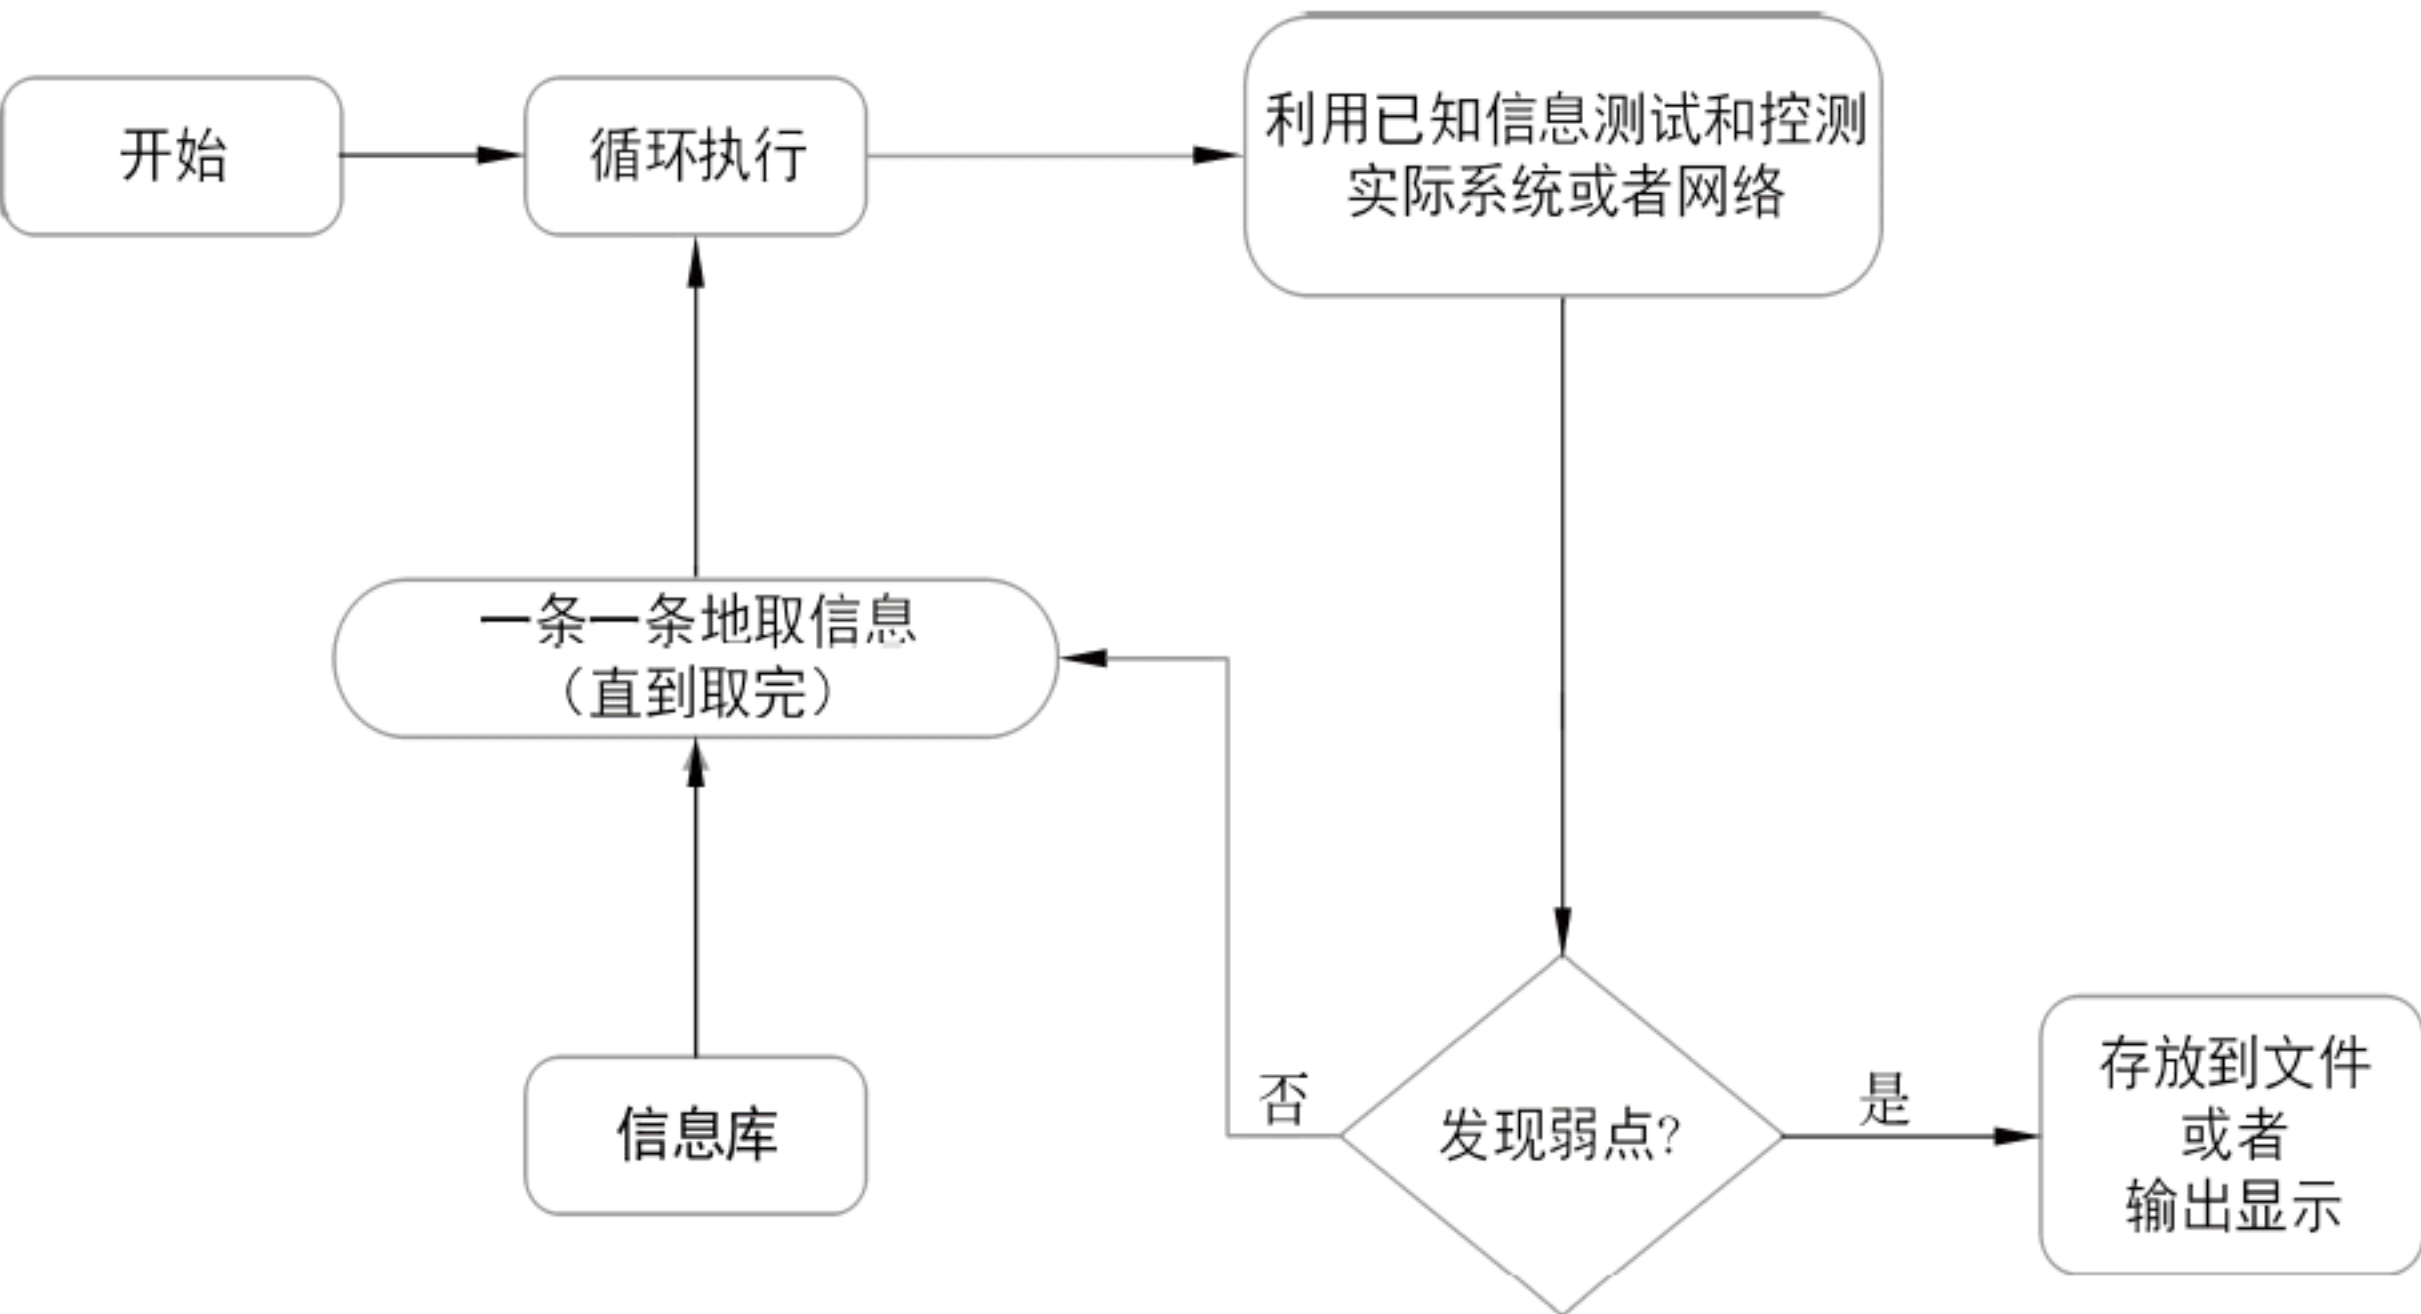 开始
循环执行
利用已知信息测试和控测
实际系统或者网络
一条一条地取信息
（直到取完）
信息库
否
发现弱点?
是
存放到文件
或者
输出显示